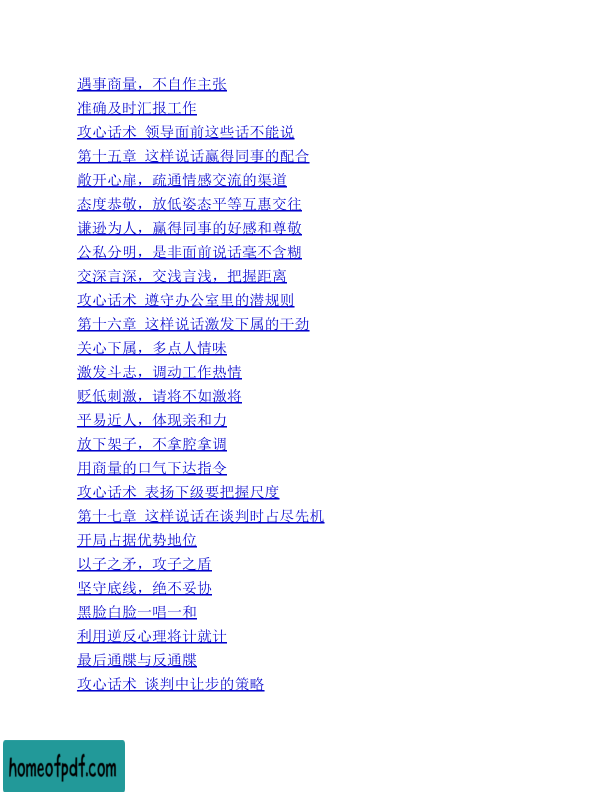 遇事商量，不自作主张
准确及时汇报工作
攻心话术 领导面前这些话不能说
第十五章 这样说话赢得同事的配合
敞开心扉，疏通情感交流的渠道
态度恭敬，放低姿态平等互惠交往
谦逊为人，赢得同事的好感和尊敬
公私分明，是非面前说话毫不含糊
交深言深，交浅言浅，把握距离
攻心话术 遵守办公室里的潜规则
第十六章 这样说话激发下属的干劲
关心下属，多点人情味
激发斗志，调动工作热情
贬低刺激，请将不如激将
平易近人，体现亲和力
放下架子，不拿腔拿调
用商量的口气下达指令
攻心话术 表扬下级要把握尺度
第十七章 这样说话在谈判时占尽先机
开局占据优势地位
以子之矛，攻子之盾
坚守底线，绝不妥协
黑脸白脸一唱一和
利用逆反心理将计就计
最后通牒与反通牒
攻心话术 谈判中让步的策略
homeofpdf.com